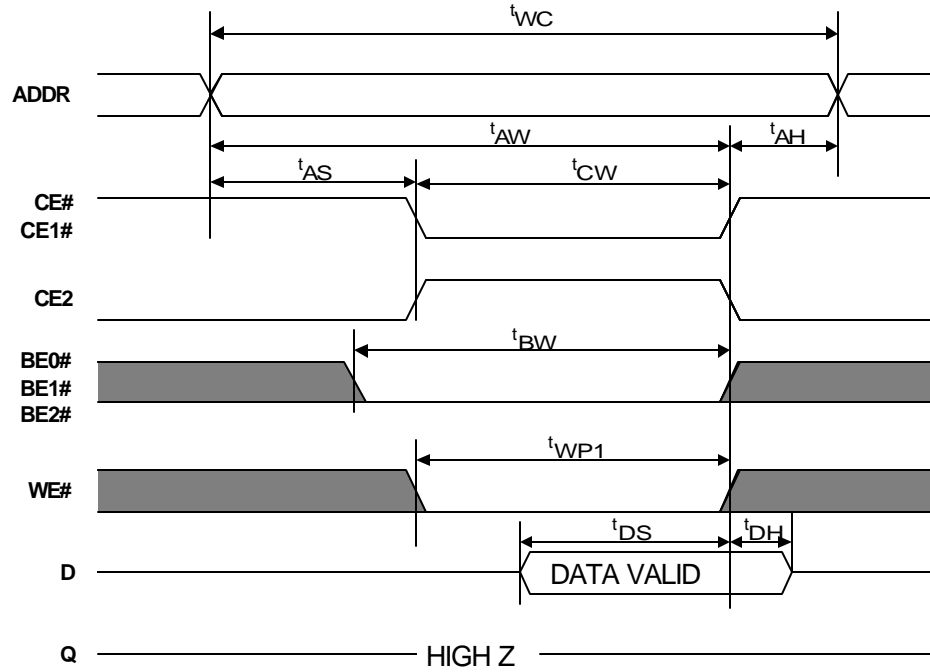 tWC
ADDR
tAW tAH
tAS tCW
CE#
CE1#
CE2
tBW
BE0#
BE1#
BE2#
tWP1
WE#
tDS tDH
D DATA VALID
Q HIGH Z